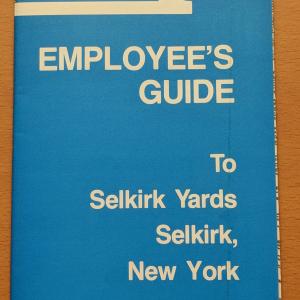 EMPLOYEE'S
GUIDE
To
Selkirk Yards
Selkirk,
New York